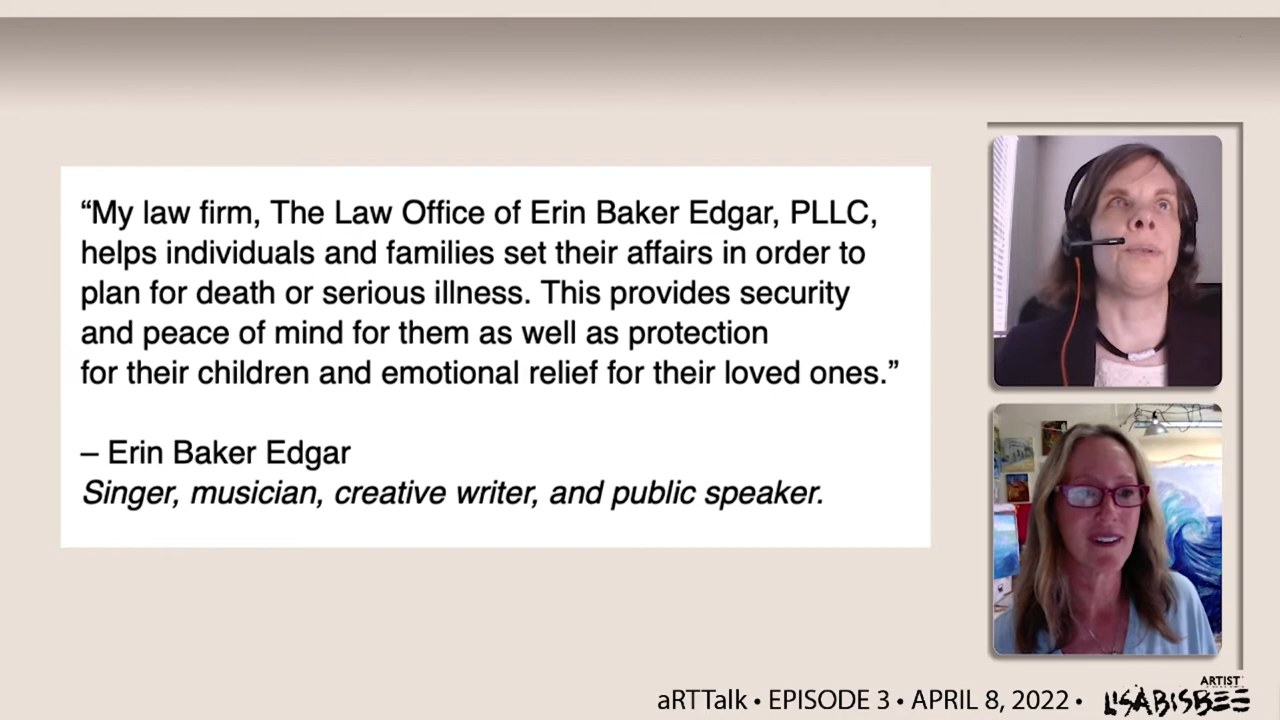 “My law firm, The Law Office of Erin Baker Edgar, PLLC,
helps individuals and families set their affairs in order to
plan for death or serious illness. This provides security
and peace of mind for them as well as protection
for their children and emotional relief for their loved ones.”
– Erin Baker Edgar
Singer, musician, creative writer, and public speaker.
aRTTalk • EPISODE 3 • APRIL 8, 2022 •
ARTIST
LISABISBEE